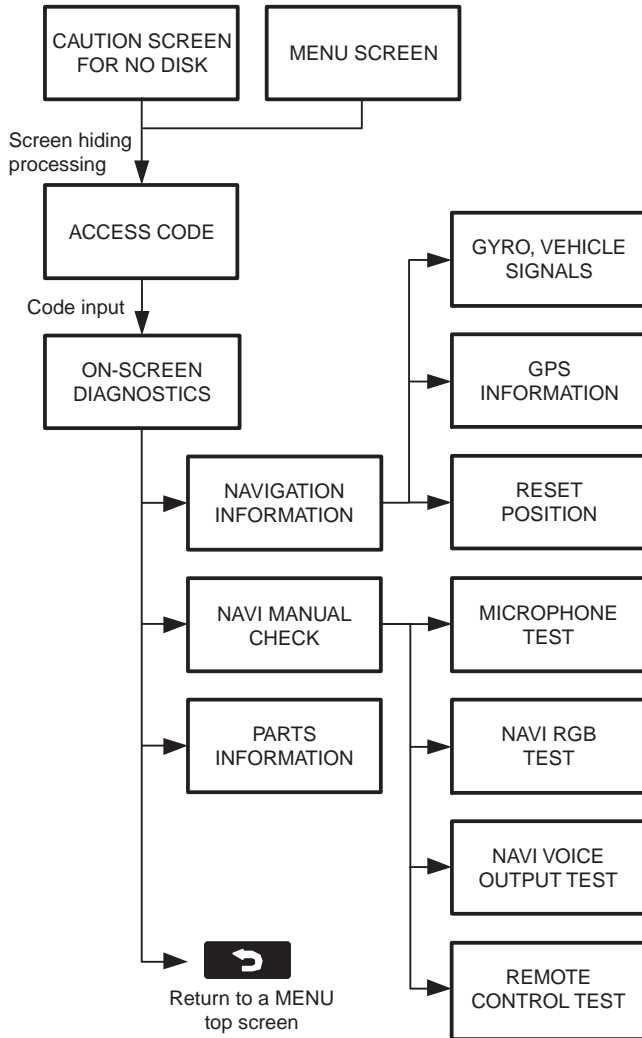 CAUTION SCREEN
FOR NO DISK
MENU SCREEN
Screen hiding
processing
ACCESS CODE
Code input
ON-SCREEN
DIAGNOSTICS
NAVIGATION
INFORMATION
GYRO, VEHICLE
SIGNALS
GPS
INFORMATION
RESET
POSITION
NAVI MANUAL
CHECK
MICROPHONE
TEST
NAVI RGB
TEST
NAVI VOICE
OUTPUT TEST
REMOTE
CONTROL TEST
PARTS
INFORMATION
Return to a MENU
top screen